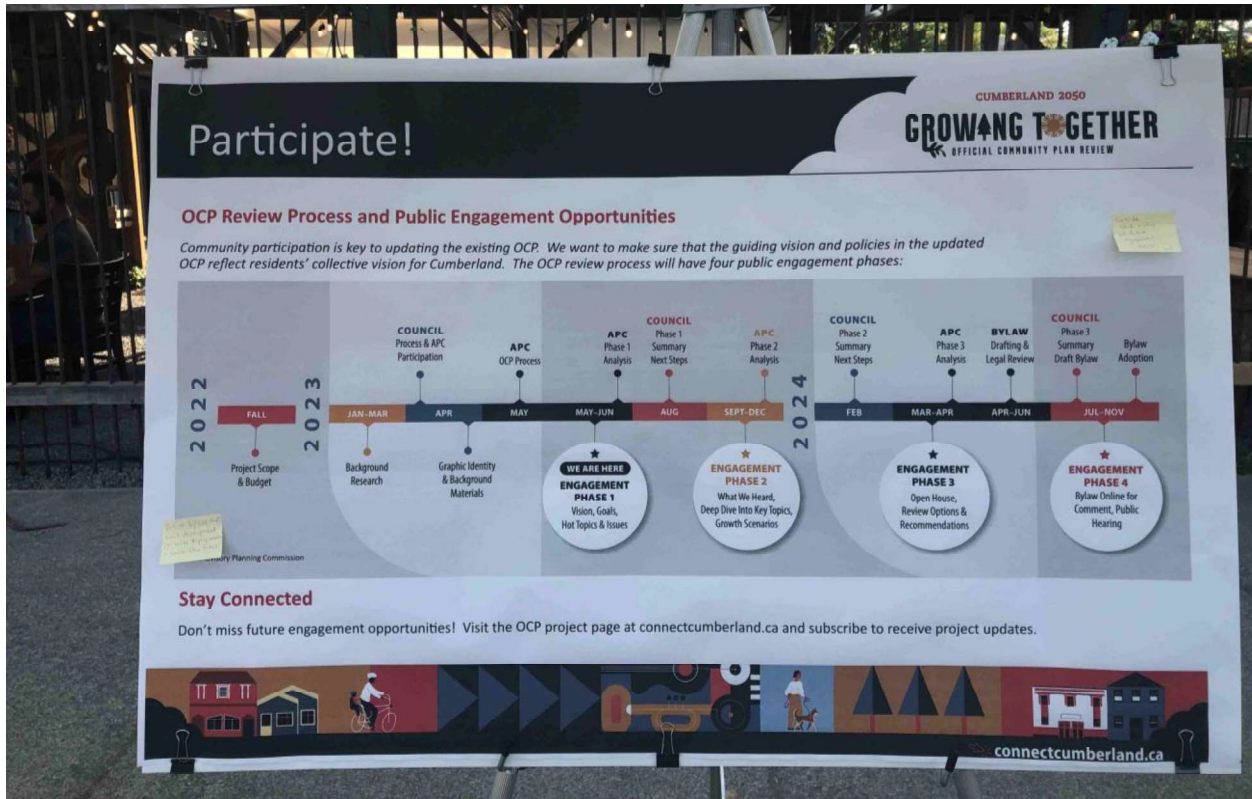 Participate!
CUMBERLAND 2050
GROWING TOGETHER
OFFICIAL COMMUNITY PLAN REVIEW
OCP Review Process and Public Engagement Opportunities
Community participation is key to updating the existing OCP. We want to make sure that the guiding vision and policies in the updated
OCP reflect residents' collective vision for Cumberland. The OCP review process will have four public engagement phases:
2022
FALL
Project Scope
& Budget
2023
JAN–MAR
Background
Research
COUNCIL
Process & APC
Participation
APR
Graphic Identity
& Background
Materials
APC
OCP Process
MAY
APC
Phase 1
Analysis
MAY-JUN
WE ARE HERE
ENGAGEMENT
PHASE 1
Vision, Goals,
Hot Topics & Issues
COUNCIL
Phase 1
Summary
Next Steps
AUG
APC
Phase 2
Analysis
SEPT-DEC
ENGAGEMENT
PHASE 2
What We Heard,
Deep Dive Into Key Topics,
Growth Scenarios
2024
COUNCIL
Phase 2
Summary
Next Steps
FEB
APC
Phase 3
Analysis
MAR-APR
ENGAGEMENT
PHASE 3
Open House,
Review Options &
Recommendations
BYLAW
Drafting &
Legal Review
APR-JUN
COUNCIL
Phase 3
Summary
Draft Bylaw
Bylaw
Adoption
JUL-NOV
ENGAGEMENT
PHASE 4
Bylaw Online for
Comment, Public
Hearing
Planning Commission
Stay Connected
Don't miss future engagement opportunities! Visit the OCP project page at connectcumberland.ca and subscribe to receive project updates.
connectcumberland.ca